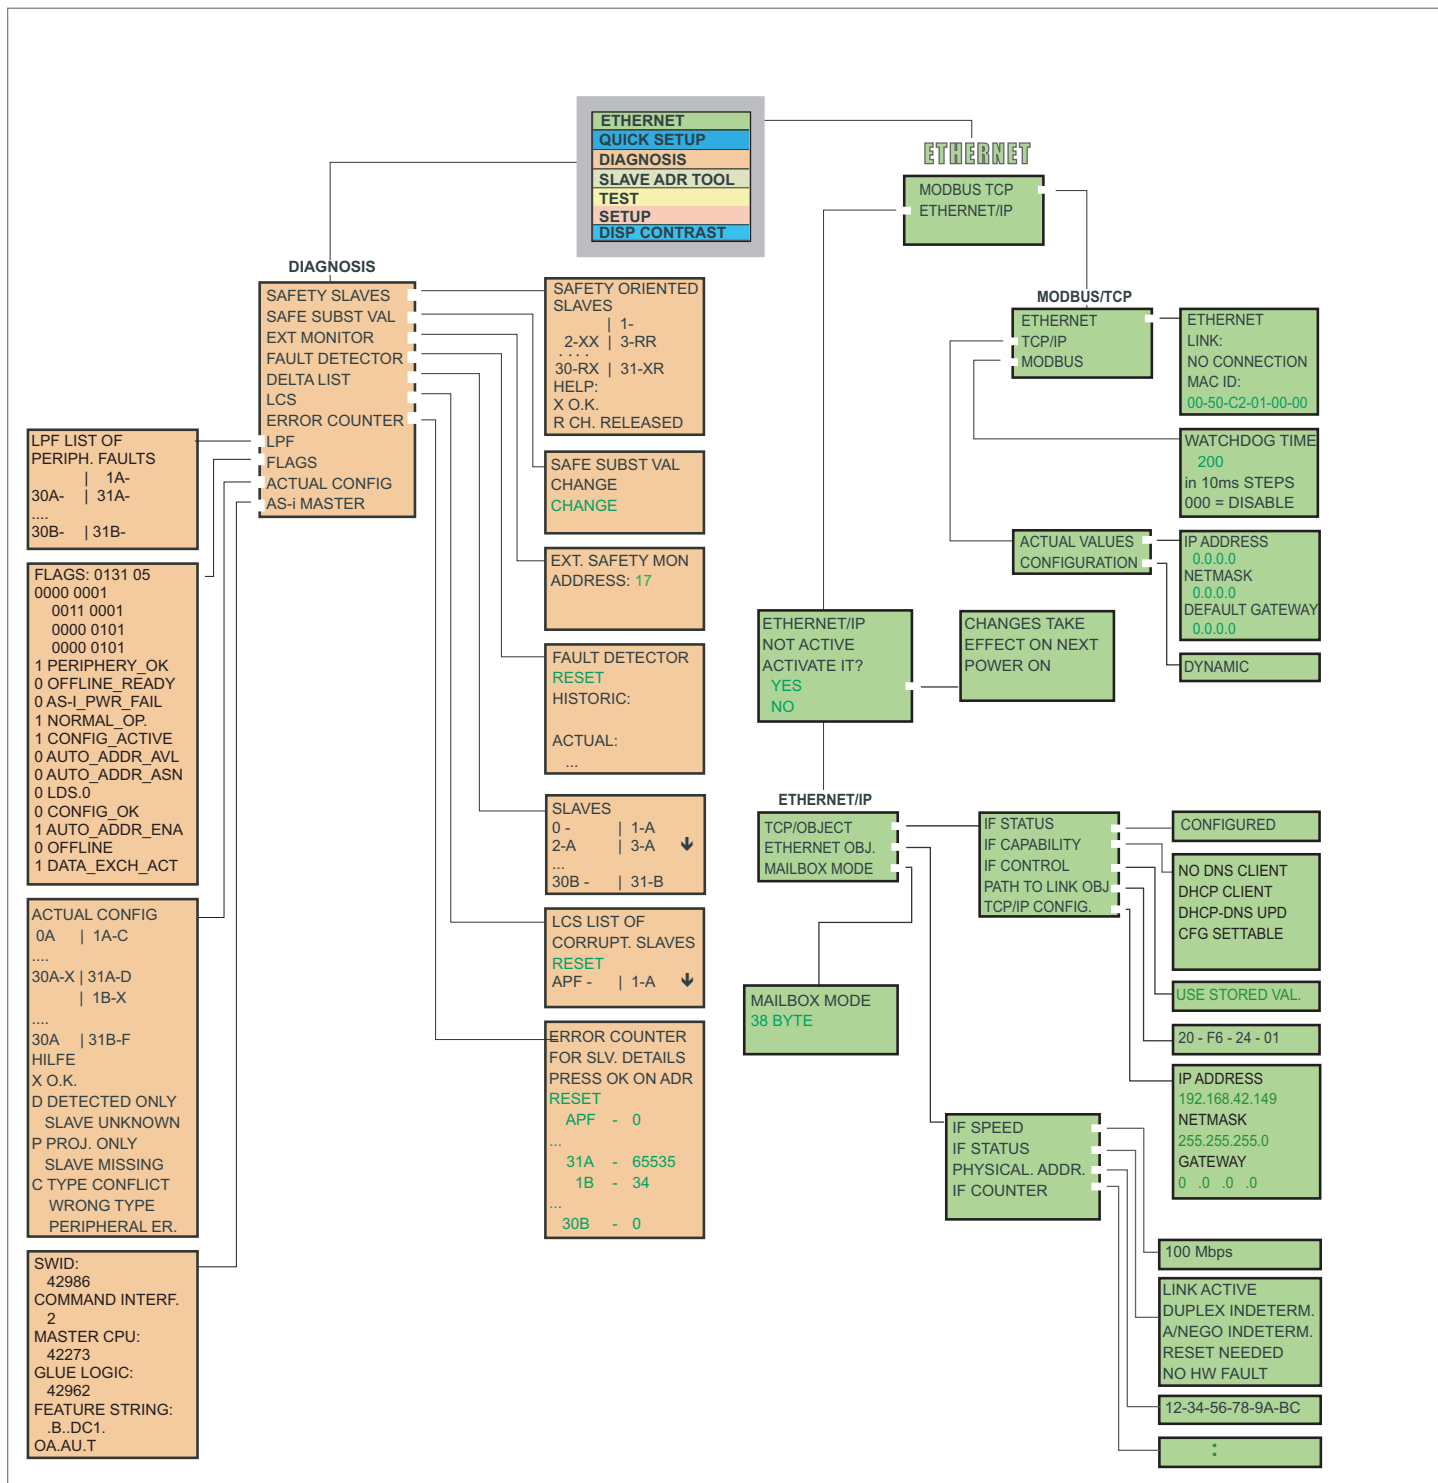 ETHERNET
QUICK SETUP
DIAGNOSIS
SLAVE ADR TOOL
TEST
SETUP
DISP CONTRAST
DIAGNOSIS
SAFETY SLAVES
SAFE SUBST VAL
EXT MONITOR
FAULT DETECTOR
DELTA LIST
LCS
ERROR COUNTER
LPF
FLAGS
ACTUAL CONFIG
AS-i MASTER
LPF LIST OF
PERIPH. FAULTS
| 1A-
30A- | 31A-
....
30B- | 31B-
FLAGS: 0131 05
0000 0001
0011 0001
0000 0101
0000 0101
1 PERIPHERY_OK
0 OFFLINE_READY
0 AS-I_PWR_FAIL
1 NORMAL_OP.
1 CONFIG_ACTIVE
0 AUTO_ADDR_AVL
0 AUTO_ADDR_ASN
0 LDS.0
0 CONFIG_OK
1 AUTO_ADDR_ENA
0 OFFLINE
1 DATA_EXCH_ACT
ACTUAL CONFIG
0A | 1A-C
....
30A-X | 31A-D
| 1B-X
....
30A | 31B-F
HILFE
X O.K.
D DETECTED ONLY
SLAVE UNKNOWN
P PROJ. ONLY
SLAVE MISSING
C TYPE CONFLICT
WRONG TYPE
PERIPHERAL ER.
SWID:
42986
COMMAND INTERF.
2
MASTER CPU:
42273
GLUE LOGIC:
42962
FEATURE STRING:
.B..DC1.
OA.AU.T
SAFETY ORIENTED
SLAVES
| 1-
2-XX | 3-RR
. . . .
30-RX | 31-XR
HELP:
X O.K.
R CH. RELEASED
SAFE SUBST VAL
CHANGE
CHANGE
EXT. SAFETY MON
ADDRESS: 17
FAULT DETECTOR
RESET
HISTORIC:
ACTUAL:
...
SLAVES
0 - | 1-A
2-A | 3-A
...
30B - | 31-B
LCS LIST OF
CORRUPT. SLAVES
RESET
APF - | 1-A
ERROR COUNTER
FOR SLV. DETAILS
PRESS OK ON ADR
RESET
APF - 0
...
31A - 65535
1B - 34
...
30B - 0
ETHERNET
MODBUS TCP
ETHERNET/IP
MODBUS/TCP
ETHERNET
TCP/IP
MODBUS
ETHERNET
LINK:
NO CONNECTION
MAC ID:
00-50-C2-01-00-00
WATCHDOG TIME
200
in 10ms STEPS
000 = DISABLE
ACTUAL VALUES
CONFIGURATION
IP ADDRESS
0.0.0.0
NETMASK
0.0.0.0
DEFAULT GATEWAY
0.0.0.0
DYNAMIC
ETHERNET/IP
NOT ACTIVE
ACTIVATE IT?
YES
NO
CHANGES TAKE
EFFECT ON NEXT
POWER ON
ETHERNET/IP
TCP/OBJECT
ETHERNET OBJ.
MAILBOX MODE
MAILBOX MODE
38 BYTE
IF STATUS
IF CAPABILITY
IF CONTROL
PATH TO LINK OBJ
TCP/IP CONFIG.
CONFIGURED
NO DNS CLIENT
DHCP CLIENT
DHCP-DNS UPD
CFG SETTABLE
USE STORED VAL.
20 - F6 - 24 - 01
IP ADDRESS
192.168.42.149
NETMASK
255.255.255.0
GATEWAY
0 .0 .0 .0
IF SPEED
IF STATUS
PHYSICAL. ADDR.
IF COUNTER
100 Mbps
LINK ACTIVE
DUPLEX INDETERM.
A/NEGO INDETERM.
RESET NEEDED
NO HW FAULT
12-34-56-78-9A-BC
: